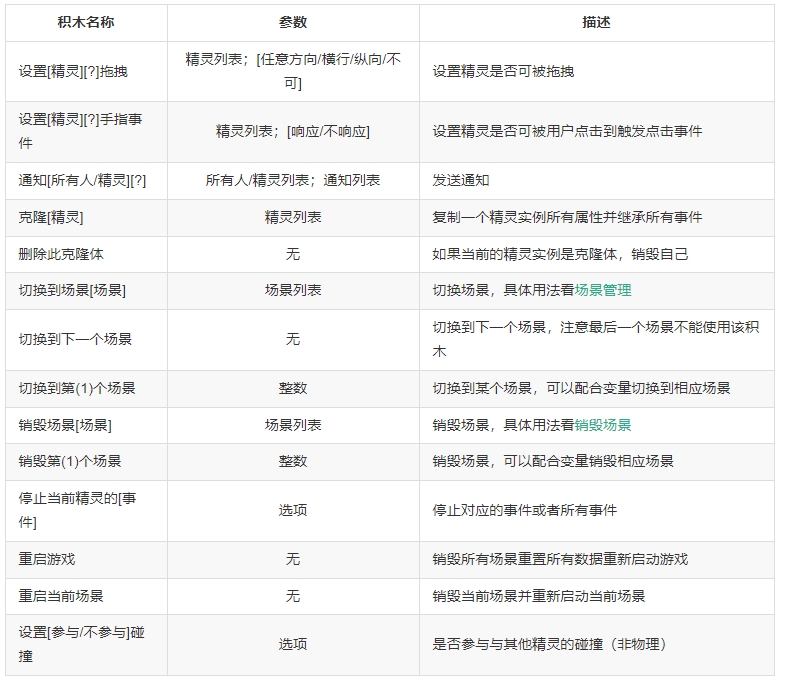 积木名称 参数 描述
设置[精灵][?]拖拽 精灵列表；[任意方向/横行/纵向/不
可] 设置精灵是否可被拖拽
设置[精灵][?]手指事
件 精灵列表；[响应/不响应] 设置精灵是否可被用户点击到触发点击事件
通知[所有人/精灵][?] 所有人/精灵列表；通知列表 发送通知
克隆[精灵] 精灵列表 复制一个精灵实例所有属性并继承所有事件
删除此克隆体 无 如果当前的精灵实例是克隆体，销毁自己
切换到场景[场景] 场景列表 切换场景，具体用法看场景管理
切换到下一个场景 无 切换到下一个场景，注意最后一个场景不能使用该积
木
切换到第(1)个场景 整数 切换到某个场景，可以配合变量切换到相应场景
销毁场景[场景] 场景列表 销毁场景，具体用法看销毁场景
销毁第(1)个场景 整数 销毁场景，可以配合变量销毁相应场景
停止当前精灵的[事
件] 选项 停止对应的事件或者所有事件
重启游戏 无 销毁所有场景重置所有数据重新启动游戏
重启当前场景 无 销毁当前场景并重新启动当前场景
设置[参与/不参与]碰
撞 选项 是否参与与其他精灵的碰撞（非物理）